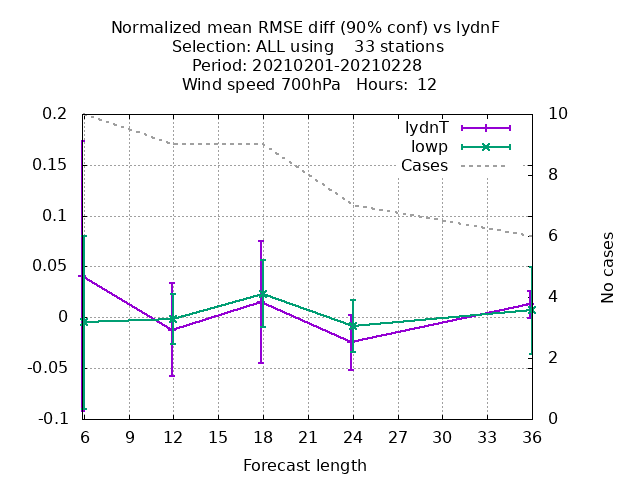 Normalized mean RMSE diff (90% conf) vs lydnF
Selection: ALL using    33 stations
Period: 20210201-20210228
Wind speed 700hPa   Hours:  12
0.2
0.15
0.1
0.05
0
-0.05
-0.1
10
8
6
4
2
0
lydnT
lowp
Cases
No cases
6 9 12 15 18 21 24 27 30 33 36
Forecast length